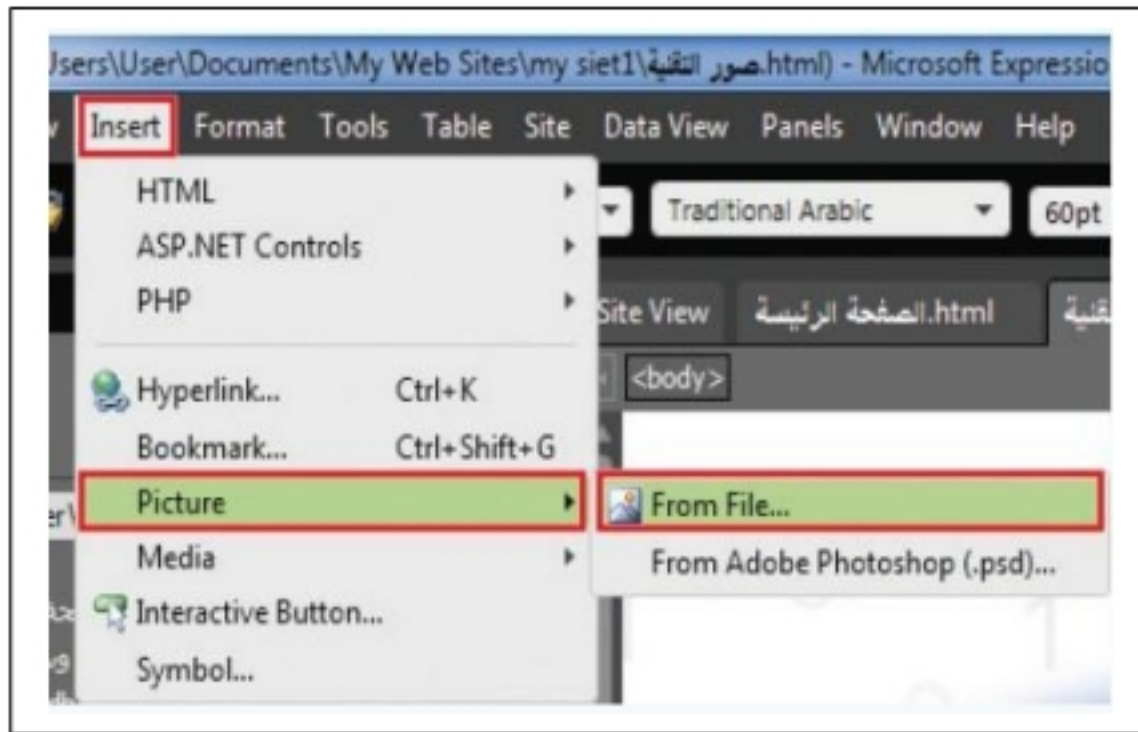 Users\User\Documents\My Web Sites\my siet1\صور التقنية.html) - Microsoft Expressio
Insert Format Tools Table Site Data View Panels Window Help
HTML
Traditional Arabic 60pt
ASP.NET Controls
PHP
Site View الصفحة الرئيسة.html
Hyperlink... Ctrl+K
<body>
Bookmark... Ctrl+Shift+G
Picture
From File...
Media
From Adobe Photoshop (.psd)...
Interactive Button...
Symbol...